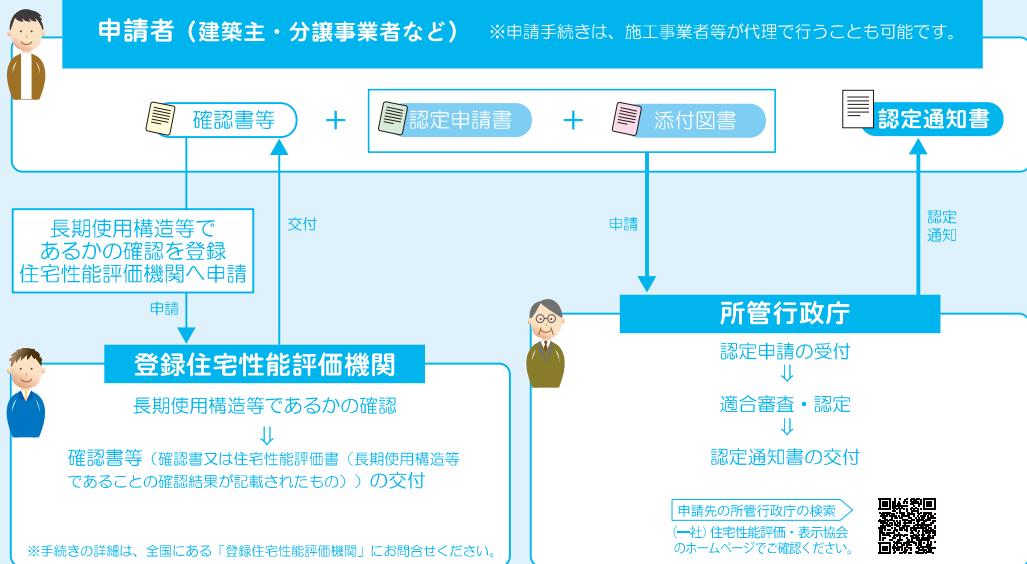 申請者（建築主・分譲事業者など） ※申請手続きは、施工事業者等が代理で行うことも可能です。
確認書等 + 認定申請書 + 添付図書 認定通知書
長期使用構造等で
あるかの確認を登録
住宅性能評価機関へ申請
交付
申請
認定
通知
申請
登録住宅性能評価機関
長期使用構造等であるかの確認
⇓
確認書等（確認書又は住宅性能評価書（長期使用構造等
であることの確認結果が記載されたもの））の交付
※手続きの詳細は、全国にある「登録住宅性能評価機関」にお問合せください。
所管行政庁
認定申請の受付
⇓
適合審査・認定
⇓
認定通知書の交付
申請先の所管行政庁の検索
（一社）住宅性能評価・表示協会
のホームページでご確認ください。